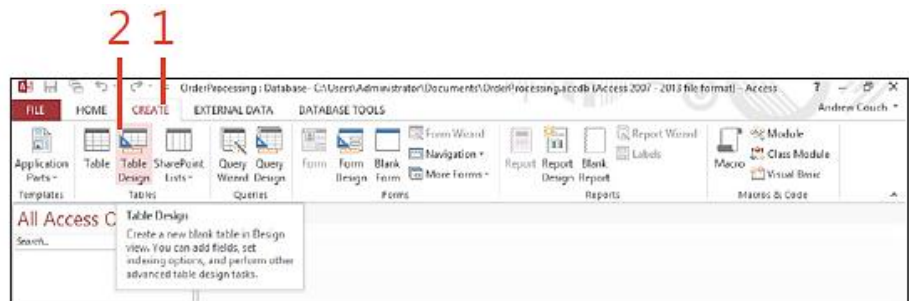 2 1
OrderProcessing : Database- C:\Users\Administrator\Documents\OrderProcessing.accdb (Access 2007 - 2013 file format) - Access ? - X
FILE HOME CREATE EXTERNAL DATA DATABASE TOOLS Andrew Couch
Application Parts Table Table Design SharePoint Lists Query Wizard Query Design Form Form Design Blank Form Form Wizard Navigation More Forms Report Report Design Blank Report Report Wizard Labels Macro Module Class Module Visual Basic
Templates Tables Queries Forms Reports Macros & Code
All Access O
Search...
Table Design
Create a new blank table in Design
view. You can add fields, set
indexing options, and perform other
advanced table design tasks.